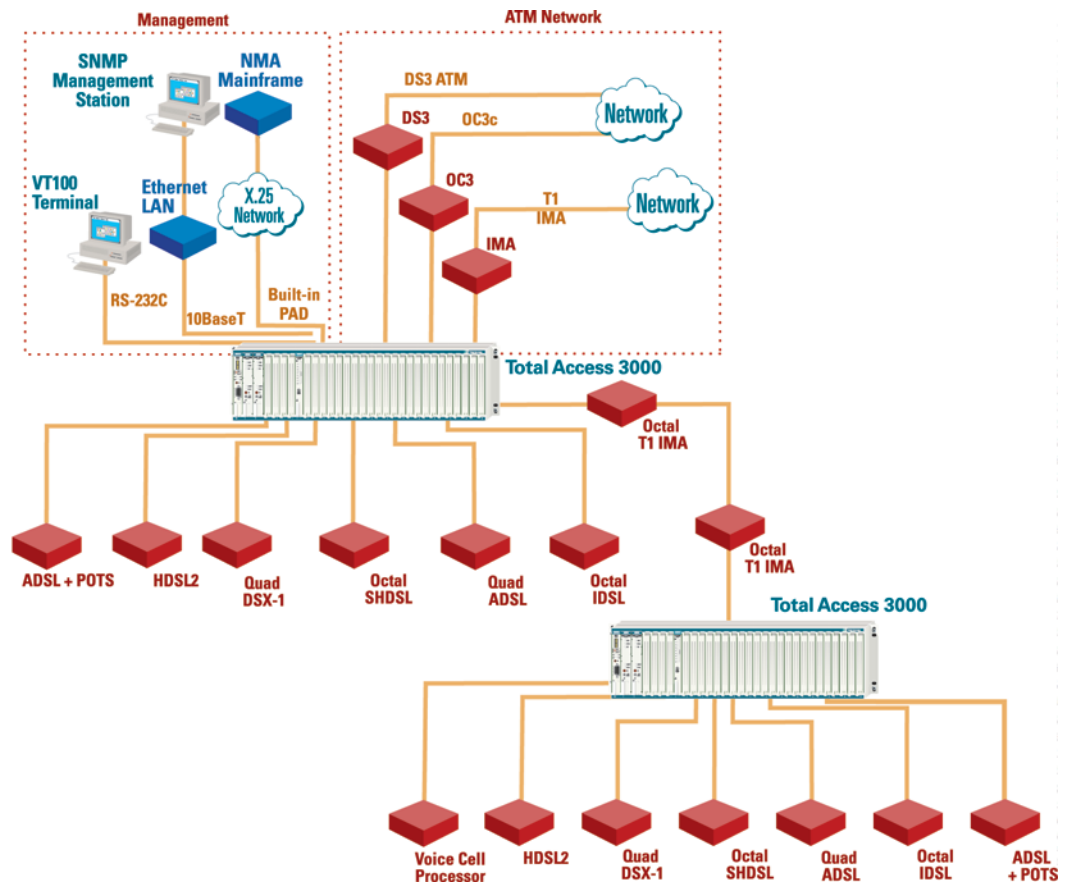 Management
ATM Network
SNMP
Management
Station
NMA
Mainframe
VT100
Terminal
Ethernet
LAN
X.25
Network
RS-232C
10BaseT
Built-in
PAD
DS3 ATM
DS3
OC3c
OC3
T1
IMA
IMA
Network
Network
Total Access 3000
Octal
T1 IMA
Octal
T1 IMA
ADSL + POTS
HDSL2
Quad
DSX-1
Octal
SHDSL
Quad
ADSL
Octal
IDSL
Total Access 3000
Voice Cell
Processor
HDSL2
Quad
DSX-1
Octal
SHDSL
Quad
ADSL
Octal
IDSL
ADSL
+ POTS